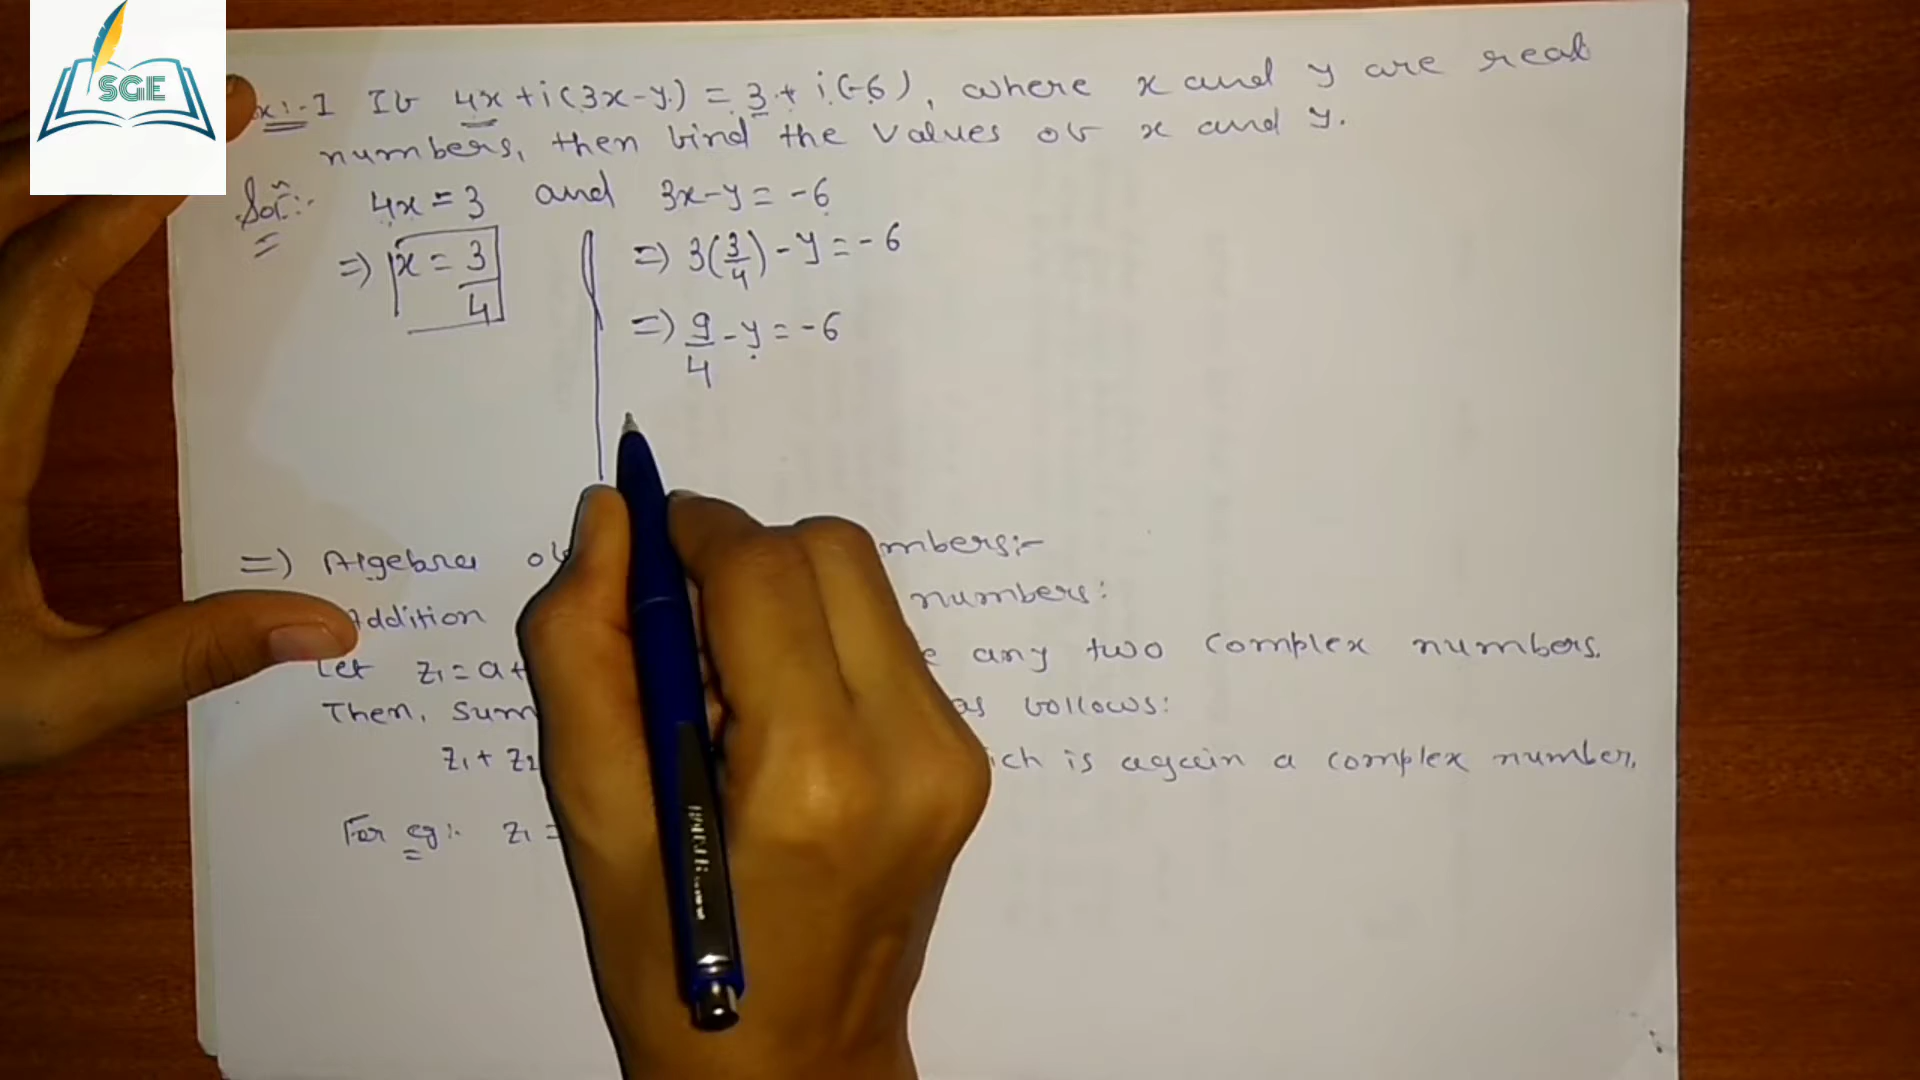 SGE
x:-1 If 4x + i(3x-y) = 3 + i(-6), where x and y are real
numbers, then find the values of x and y.
Sol:- 4x = 3 and 3x-y = -6
=> x = 3/4
=> 3(3/4) - y = -6
=> 9/4 - y = -6
=> Algebra of mbers:-
Addition numbers:
Let z₁ = a+ any two complex numbers.
Then, sum as follows:
z₁ + z₂ ich is again a complex number.
For eg:- z₁ =